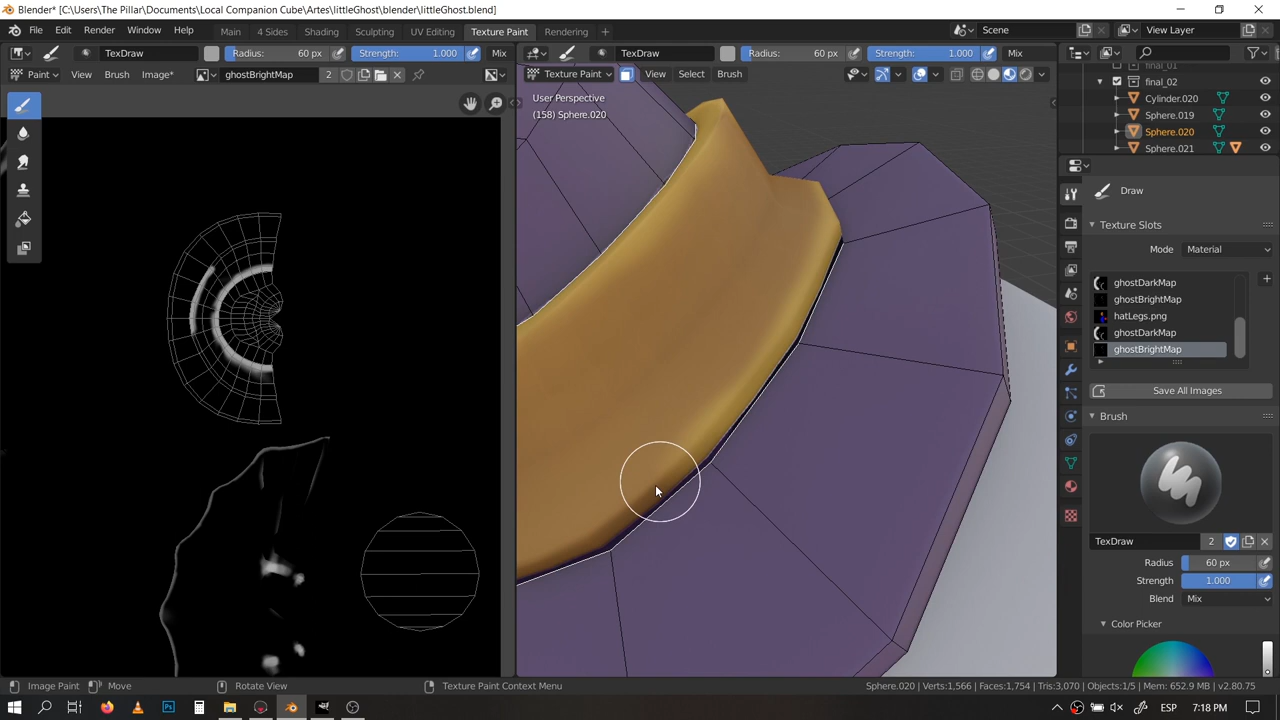 Blender* [C:\Users\The Pillar\Documents\Local Companion Cube\Artes\littleGhost\blender\littleGhost.blend]
File Edit Render Window Help Main 4 Sides Shading Sculpting UV Editing Texture Paint Rendering Scene View Layer
TexDraw Radius: 60 px Strength: 1.000 Mix TexDraw Radius: 60 px Strength: 1.000 Mix
Paint View Brush Image* ghostBrightMap 2 Texture Paint View Select Brush
final_01
final_02
User Perspective
(158) Sphere.020
Cylinder.020
Sphere.019
Sphere.020
Sphere.021
Draw
Texture Slots
Mode Material
ghostDarkMap
ghostBrightMap
hatLegs.png
ghostDarkMap
ghostBrightMap
Save All Images
Brush
TexDraw 2
Radius 60 px
Strength 1.000
Blend Mix
Color Picker
Image Paint Move Rotate View Texture Paint Context Menu Sphere.020 | Verts:1,566 | Faces:1,754 | Tris:3,070 | Objects:1/5 | Mem: 652.9 MB | v2.80.75
Ps ESP 7:18 PM